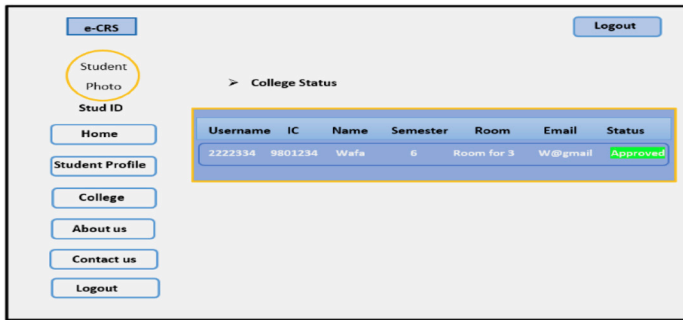 e-CRS
Logout
Student
Photo
Stud ID
➢ College Status
Home
Student Profile
College
About us
Contact us
Logout
Username IC Name Semester Room Email Status
2222334 9801234 Wafa 6 Room for 3 W@gmail Approved